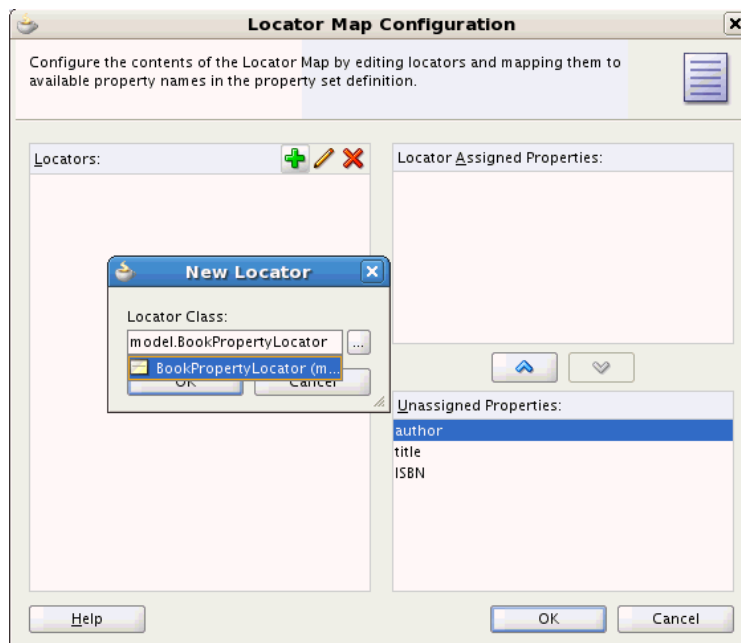 Locator Map Configuration
Configure the contents of the Locator Map by editing locators and mapping them to
available property names in the property set definition.
Locators:
Locator Assigned Properties:
New Locator
Locator Class:
model.BookPropertyLocator
...
BookPropertyLocator (m...
OK
Cancel
Unassigned Properties:
author
title
ISBN
Help
OK
Cancel